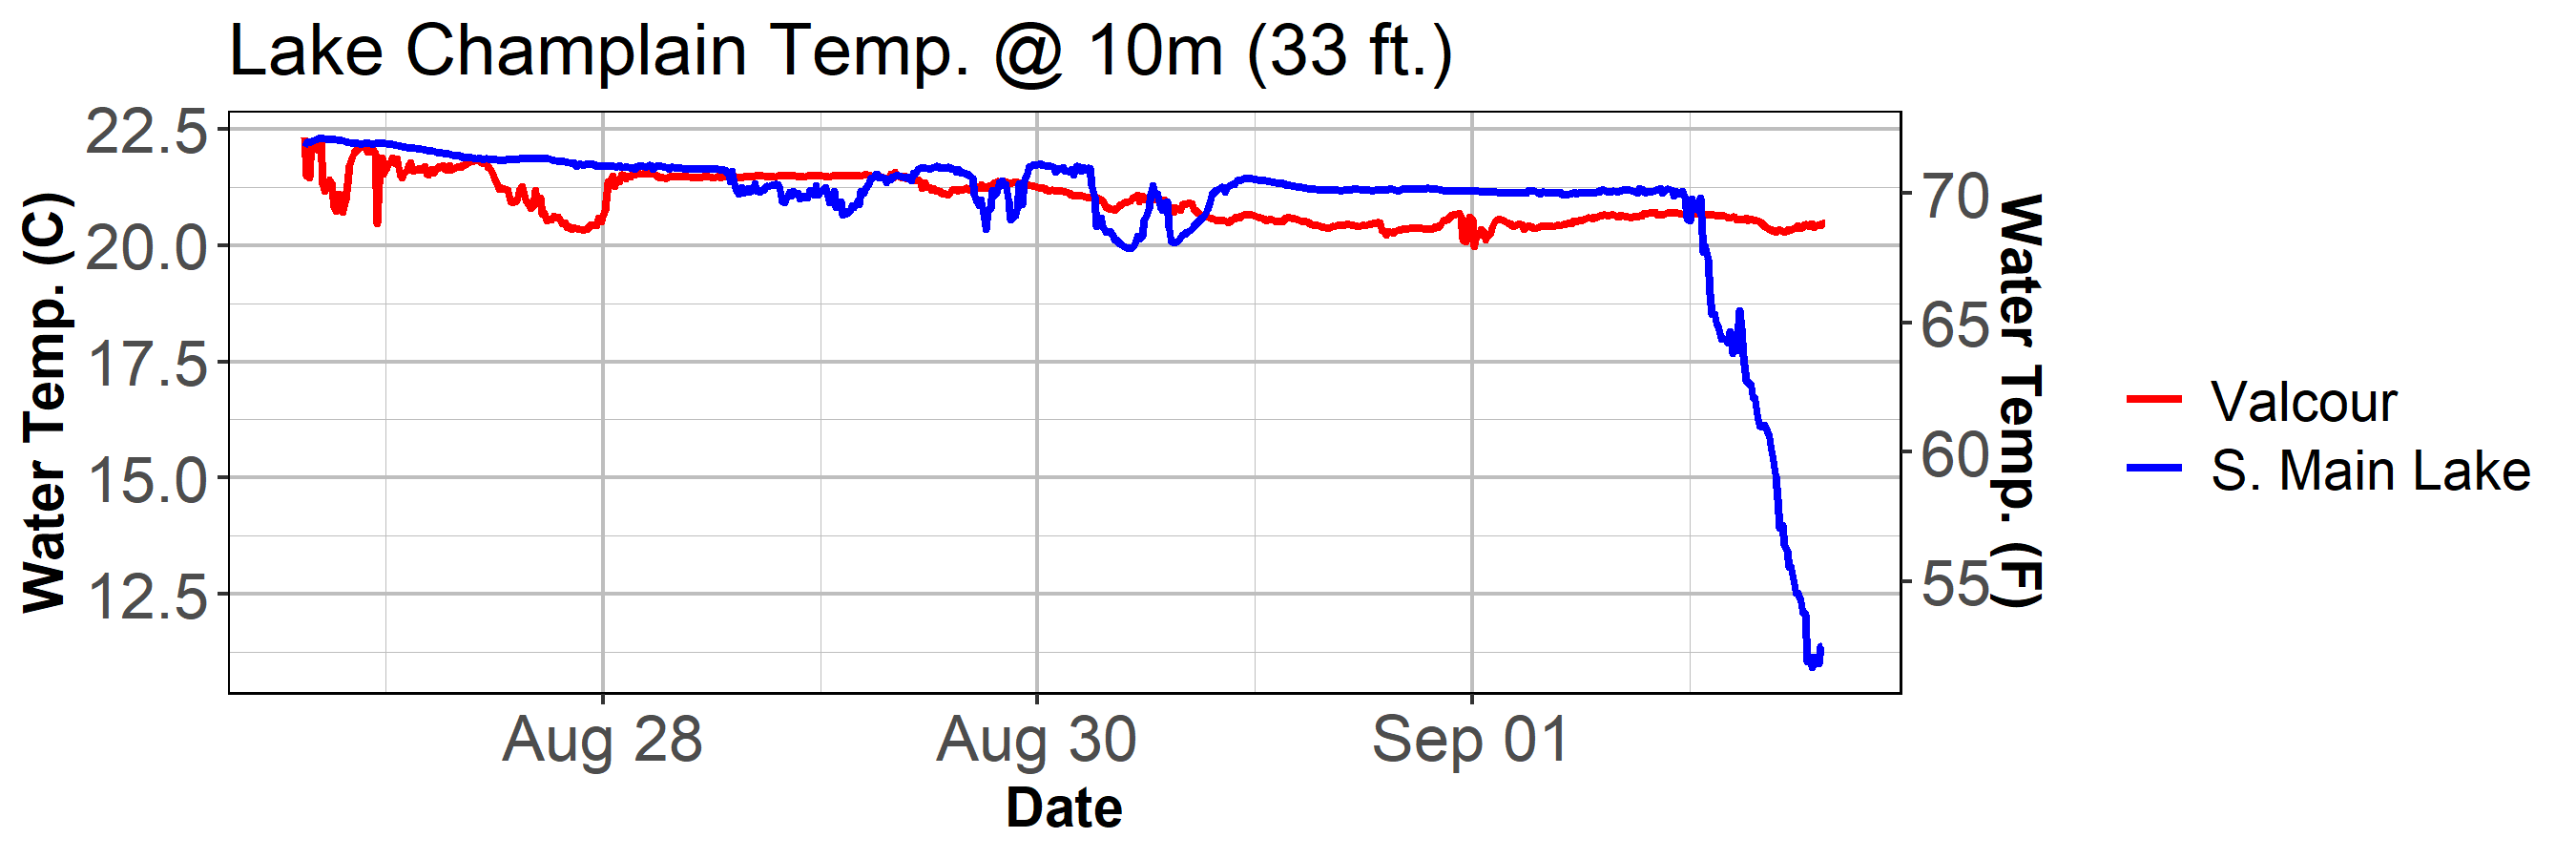 Lake Champlain Temp. @ 10m (33 ft.)
Water Temp. (C)
22.5
20.0
17.5
15.0
12.5
70
65
60
55
Water Temp. (F)
Valcour
S. Main Lake
Aug 28
Aug 30
Sep 01
Date